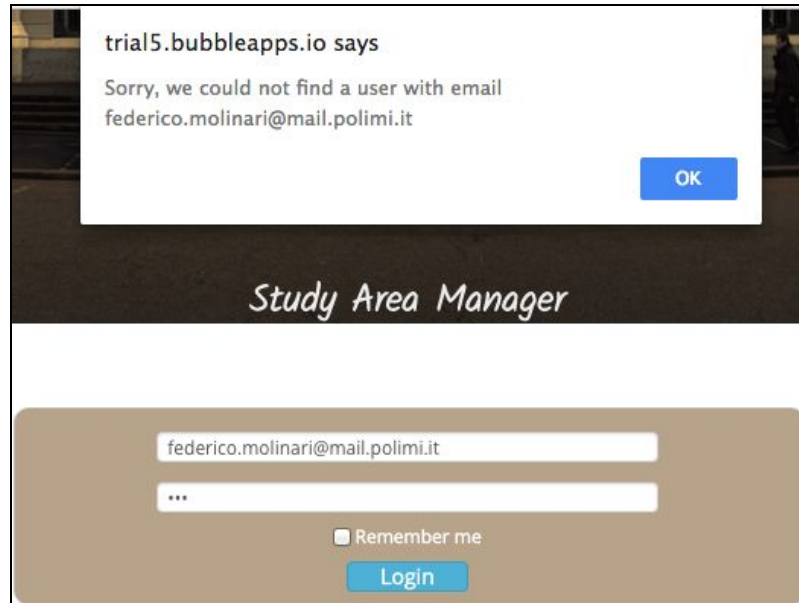 trial5.bubbleapps.io says
Sorry, we could not find a user with email
federico.molinari@mail.polimi.it
OK
Study Area Manager
federico.molinari@mail.polimi.it
•••
Remember me
Login